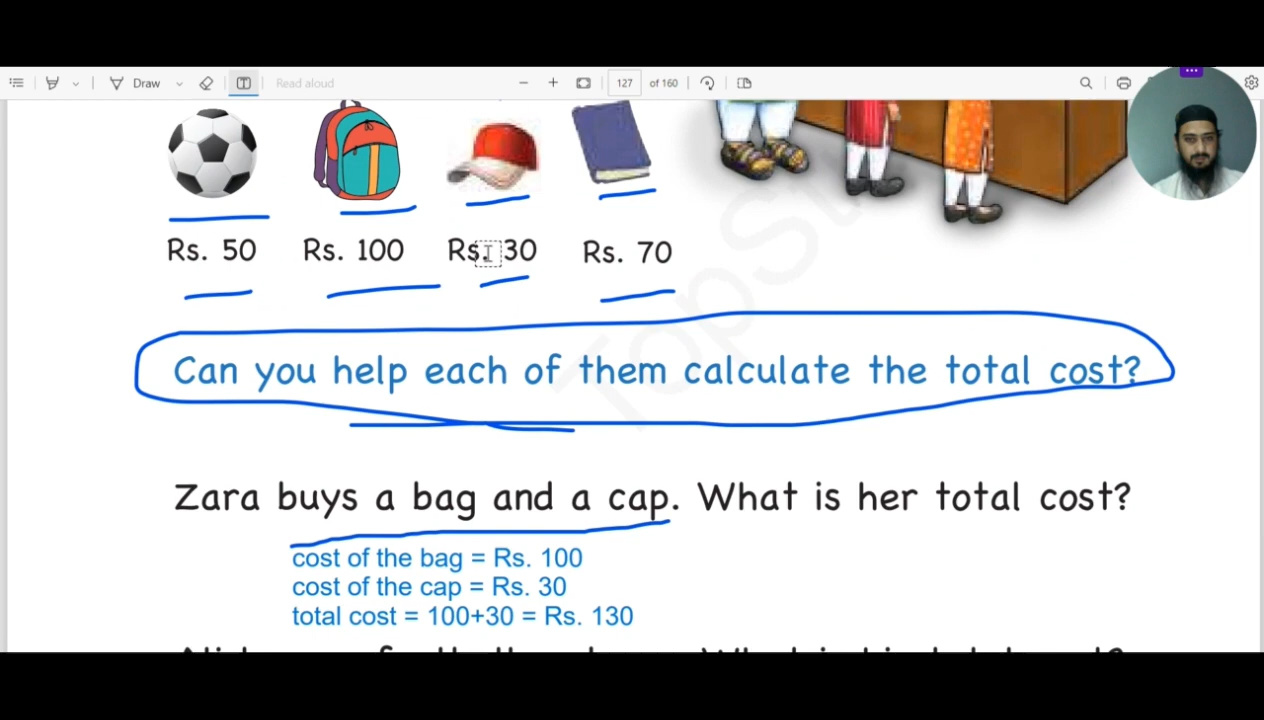 Draw
Read aloud
127
of 160
Rs. 50
Rs. 100
Rs. 30
Rs. 70
Can you help each of them calculate the total cost?
Zara buys a bag and a cap. What is her total cost?
cost of the bag = Rs. 100
cost of the cap = Rs. 30
total cost = 100+30 = Rs. 130